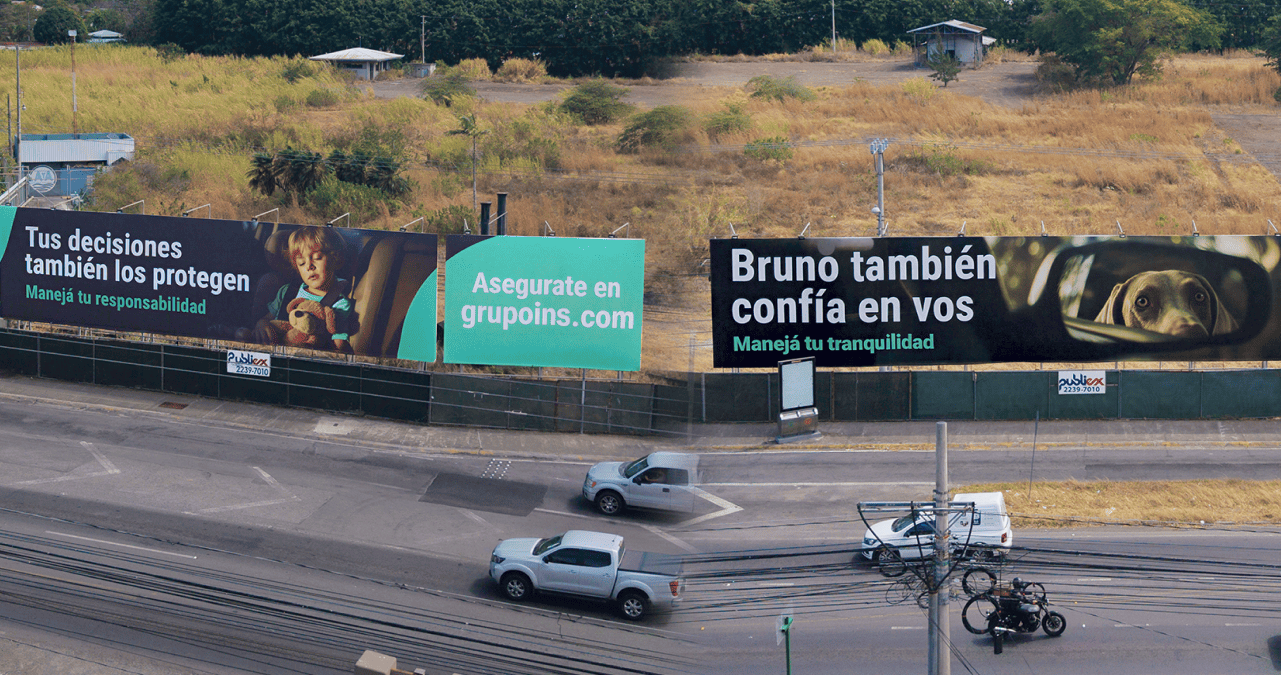 Tus decisiones
también los protegen
Manejá tu responsabilidad
Asegurate en
grupoins.com
Bruno también
confía en vos
Manejá tu tranquilidad
Publiex
2239-7010
publiex
2239-7010